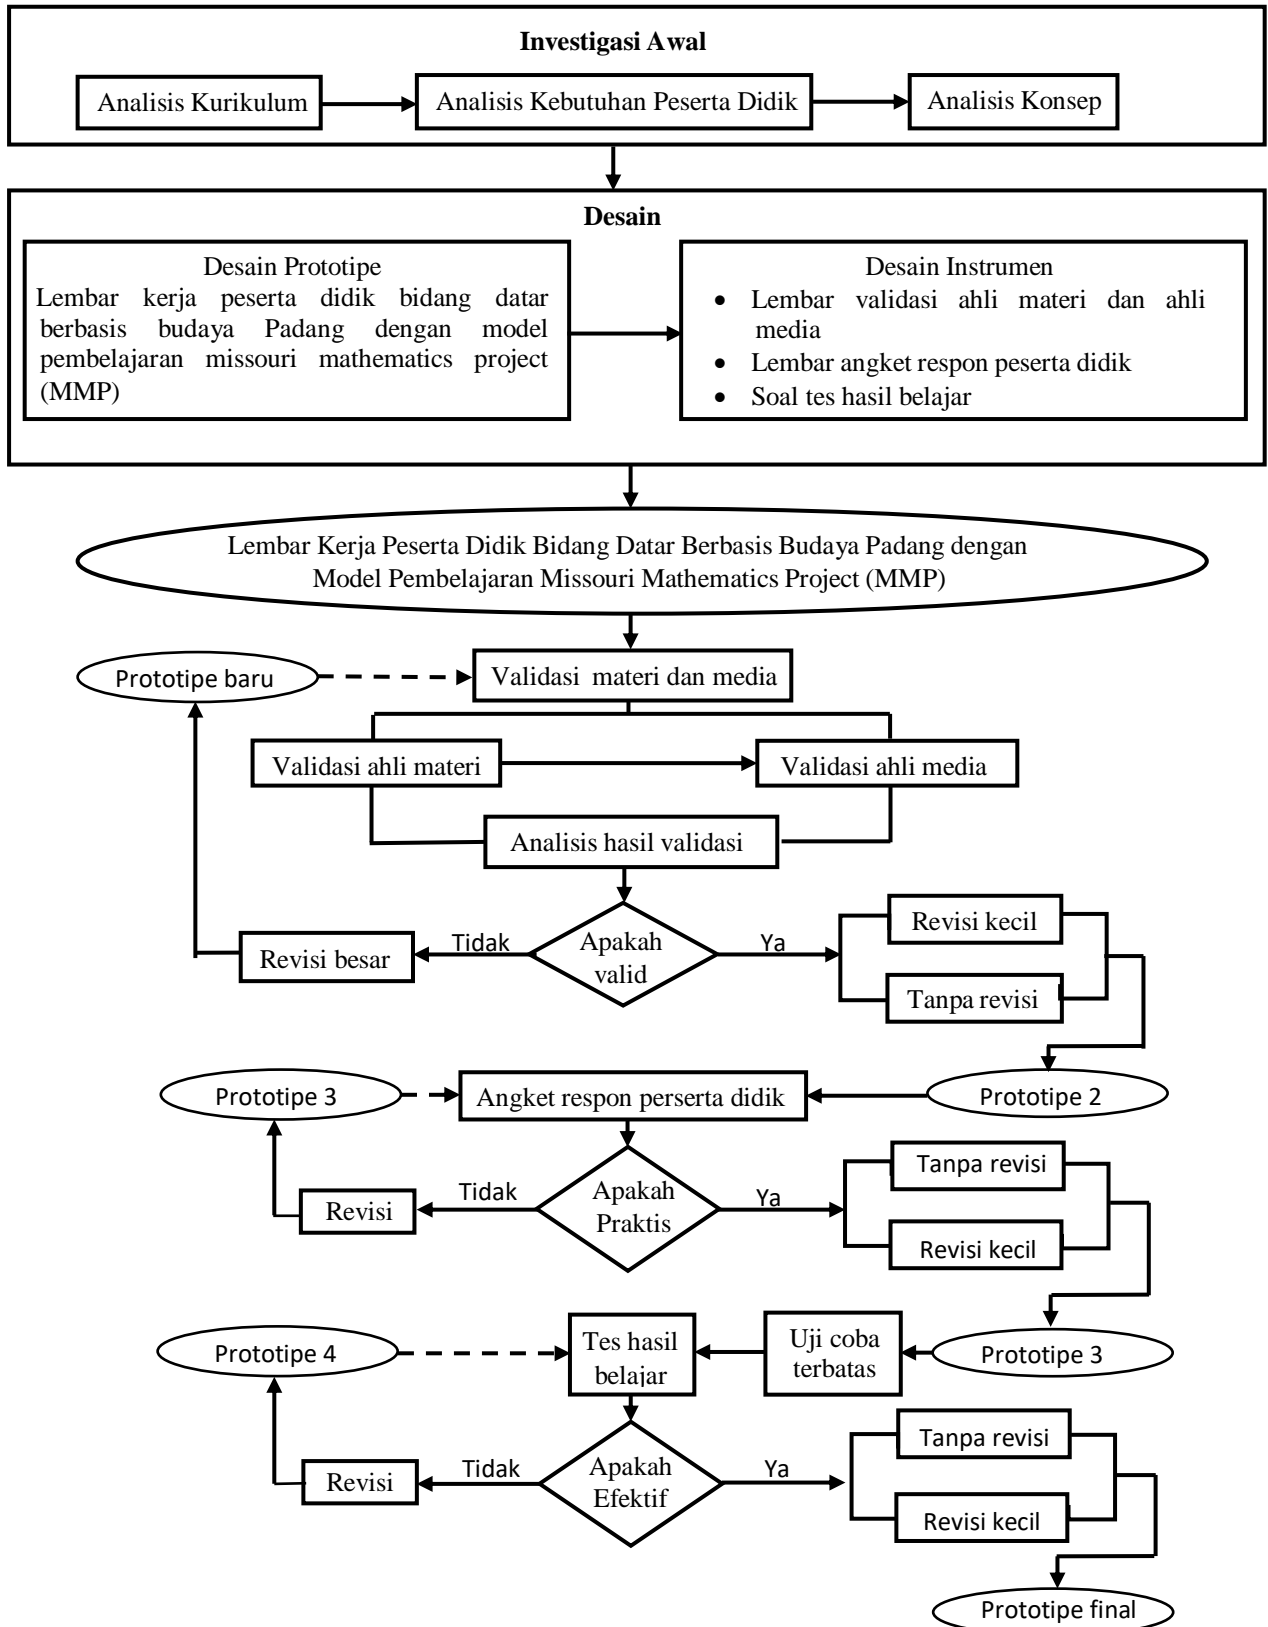 Investigasi Awal
Analisis Kurikulum
Analisis Kebutuhan Peserta Didik
Analisis Konsep
Desain
Desain Prototipe
Lembar kerja peserta didik bidang datar
berbasis budaya Padang dengan model
pembelajaran missouri mathematics project
(MMP)
Desain Instrumen
• Lembar validasi ahli materi dan ahli
media
• Lembar angket respon peserta didik
• Soal tes hasil belajar
Lembar Kerja Peserta Didik Bidang Datar Berbasis Budaya Padang dengan
Model Pembelajaran Missouri Mathematics Project (MMP)
Prototipe baru
Validasi materi dan media
Validasi ahli materi
Validasi ahli media
Analisis hasil validasi
Revisi besar
Tidak
Apakah
valid
Ya
Revisi kecil
Tanpa revisi
Prototipe 3
Angket respon perserta didik
Prototipe 2
Revisi
Tidak
Apakah
Praktis
Ya
Tanpa revisi
Revisi kecil
Prototipe 4
Tes hasil
belajar
Uji coba
terbatas
Prototipe 3
Revisi
Tidak
Apakah
Efektif
Ya
Tanpa revisi
Revisi kecil
Prototipe final